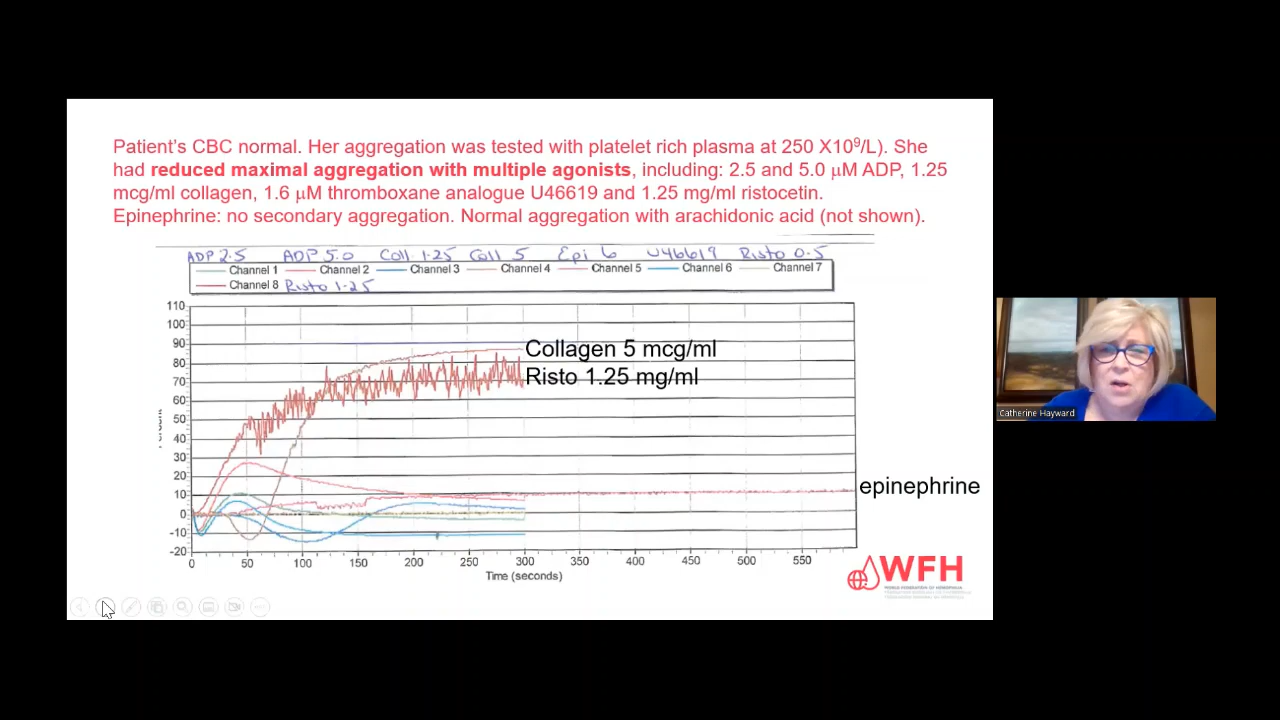 Patient's CBC normal. Her aggregation was tested with platelet rich plasma at 250 X10⁹/L). She
had reduced maximal aggregation with multiple agonists, including: 2.5 and 5.0 μM ADP, 1.25
mcg/ml collagen, 1.6 μM thromboxane analogue U46619 and 1.25 mg/ml ristocetin.
Epinephrine: no secondary aggregation. Normal aggregation with arachidonic acid (not shown).
ADP 2.5 ADP 5.0 Coll 1.25 Coll 5 Epi 6 U46619 Risto 0.5
Channel 1 Channel 2 Channel 3 Channel 4 Channel 5 Channel 6 Channel 7
Channel 8 Risto 1.25
110
100
90
80
70
60
50
40
30
20
10
0
-10
-20
Collagen 5 mcg/ml
Risto 1.25 mg/ml
epinephrine
0 50 100 150 200 250 300 350 400 450 500 550
Time (seconds)
WFH
WORLD FEDERATION OF HEMOPHILIA
Catherine Hayward